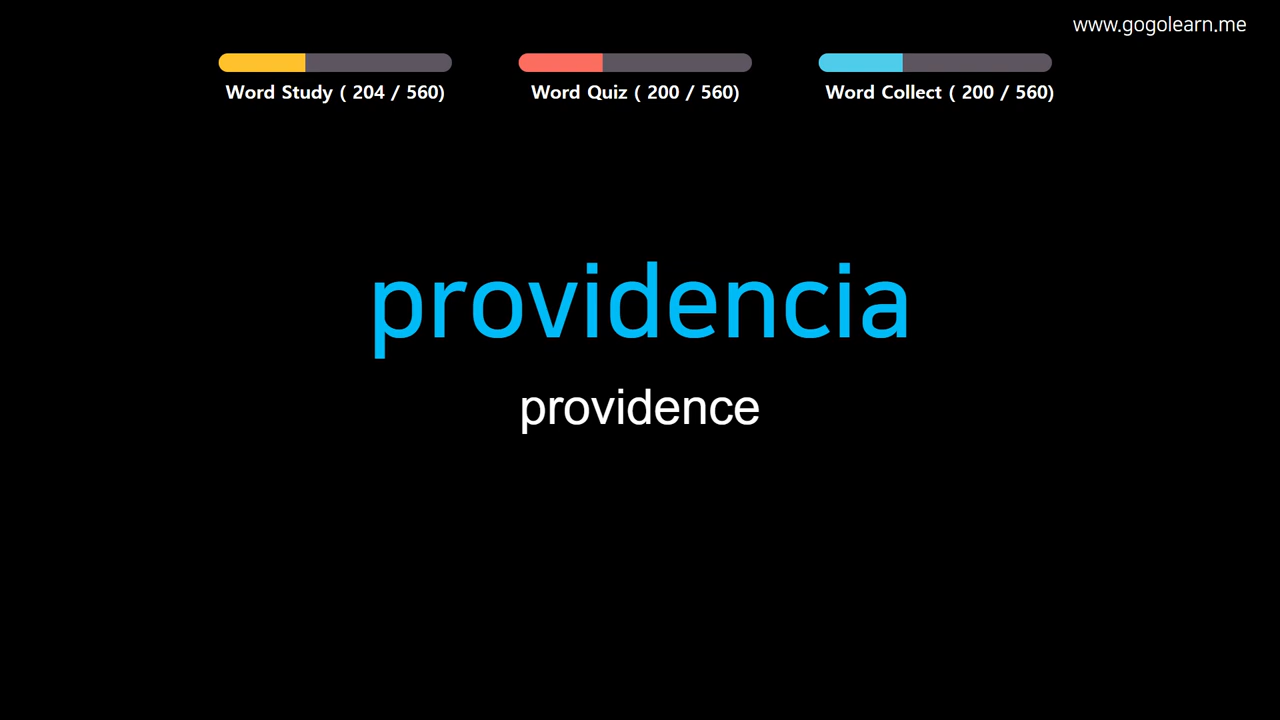 www.gogolearn.me
Word Study ( 204 / 560)
Word Quiz ( 200 / 560)
Word Collect ( 200 / 560)
providencia
providence